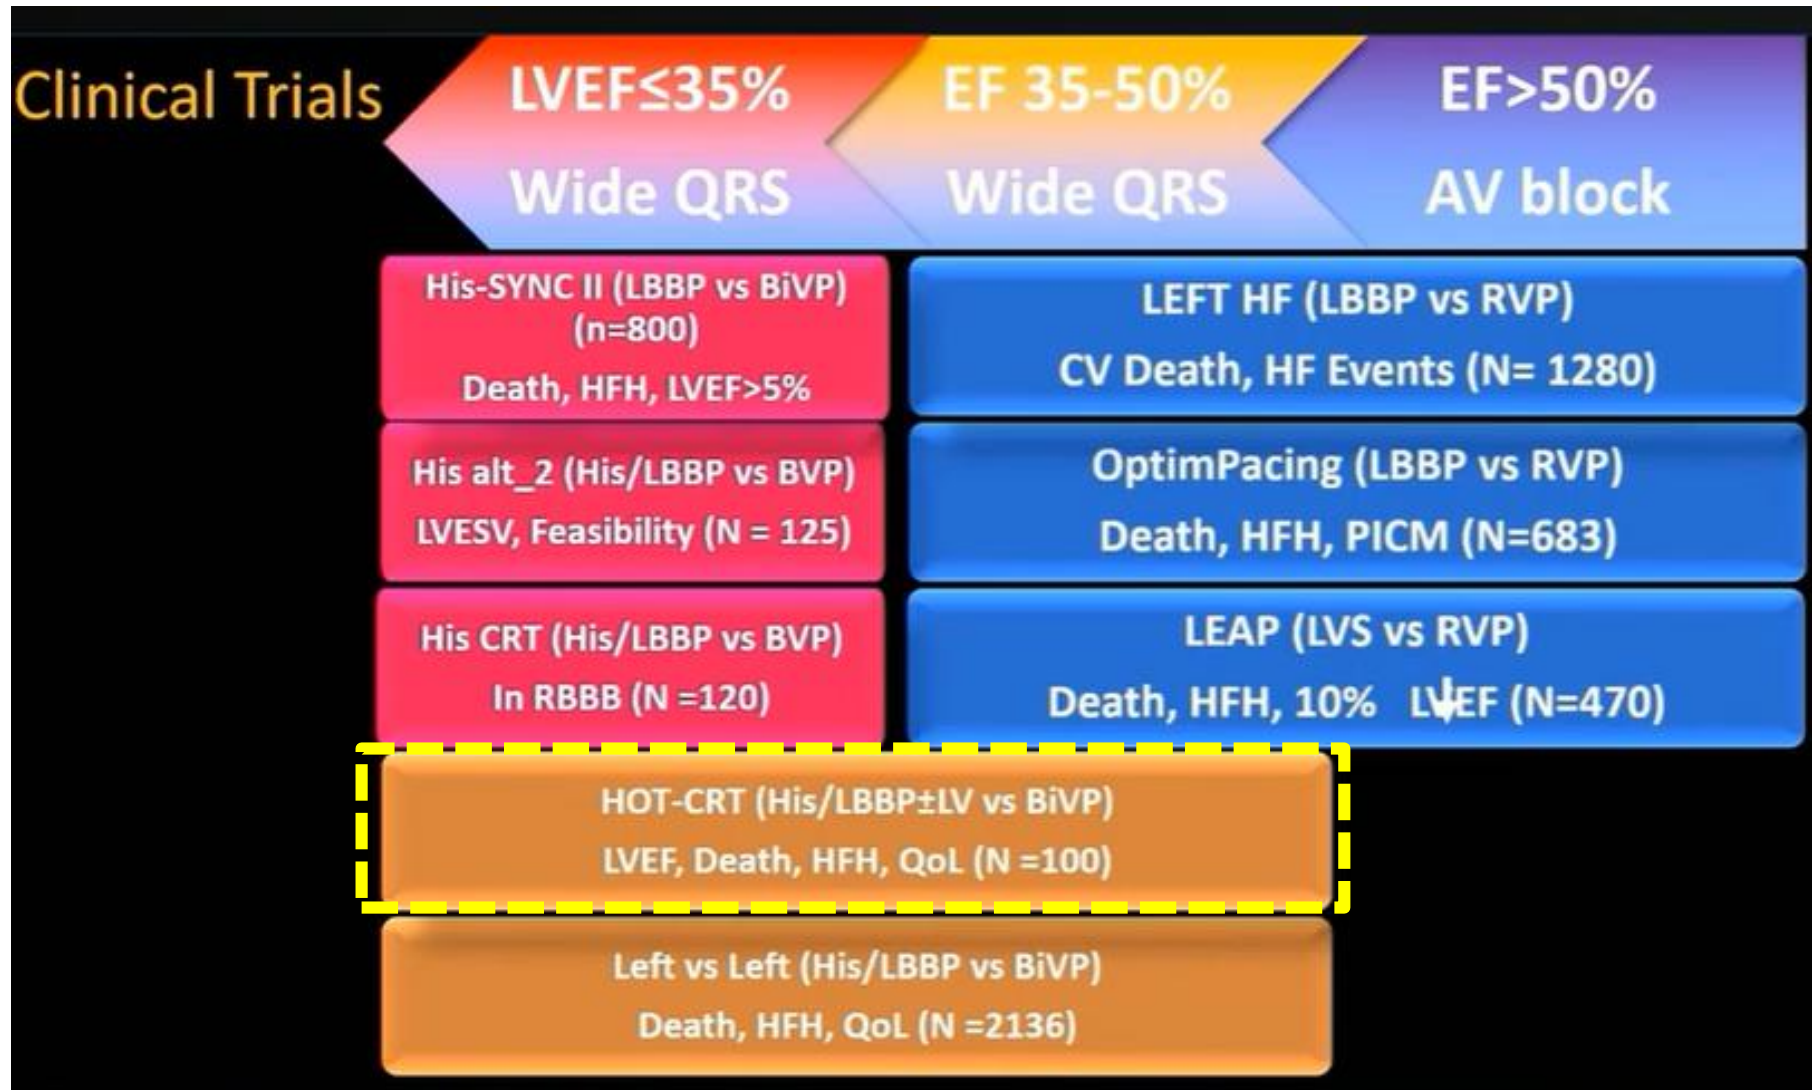 Clinical Trials
LVEF≤35%
Wide QRS
EF 35-50%
Wide QRS
EF>50%
AV block
His-SYNC II (LBBP vs BiVP)
(n=800)
Death, HFH, LVEF>5%
His alt_2 (His/LBBP vs BVP)
LVESV, Feasibility (N = 125)
His CRT (His/LBBP vs BVP)
In RBBB (N =120)
LEFT HF (LBBP vs RVP)
CV Death, HF Events (N= 1280)
OptimPacing (LBBP vs RVP)
Death, HFH, PICM (N=683)
LEAP (LVS vs RVP)
Death, HFH, 10% LVEF (N=470)
HOT-CRT (His/LBBP±LV vs BiVP)
LVEF, Death, HFH, QoL (N =100)
Left vs Left (His/LBBP vs BiVP)
Death, HFH, QoL (N =2136)